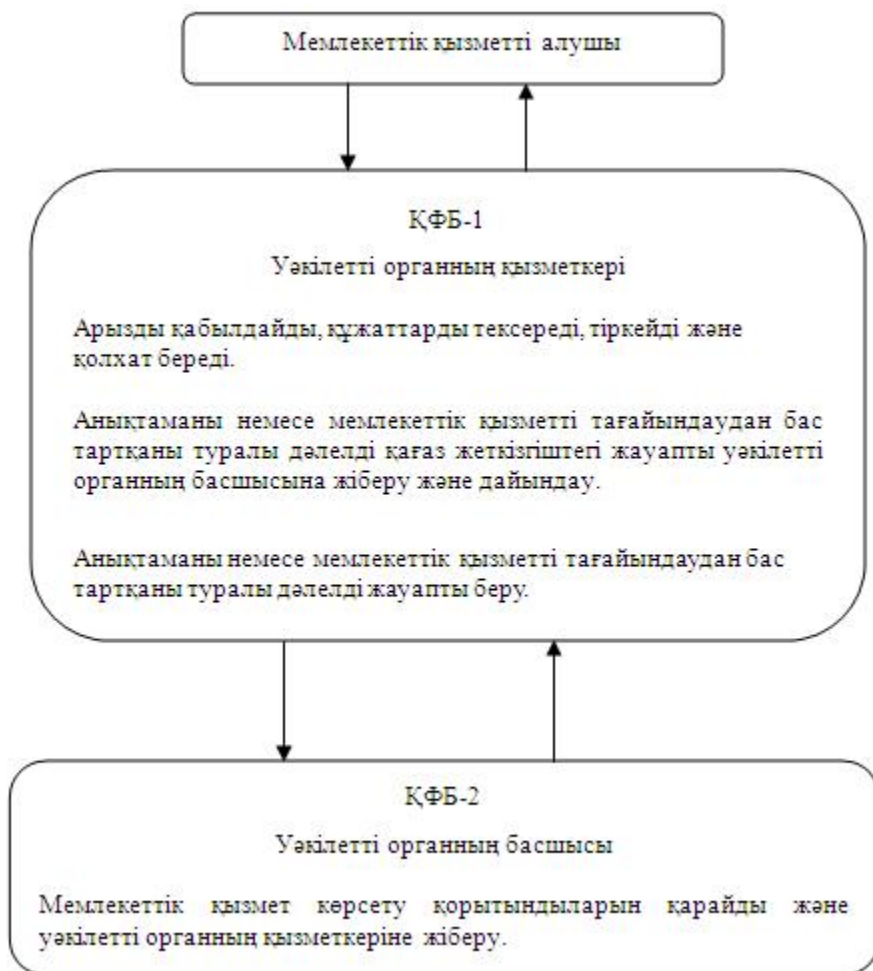 Мемлекеттік қызметті алушы
ҚФБ-1
Уәкілетті органның қызметкері
Арызды қабылдайды, құжаттарды тексереді, тіркейді және
қолхат береді.
Анықтаманы немесе мемлекеттік қызметті тағайындаудан бас
тартқаны туралы дәлелді қағаз жеткізгіштегі жауапты уәкілетті
органның басшысына жіберу және дайындау.
Анықтаманы немесе мемлекеттік қызметті тағайындаудан бас
тартқаны туралы дәлелді жауапты беру.
ҚФБ-2
Уәкілетті органның басшысы
Мемлекеттік қызмет көрсету қорытындыларын қарайды және
уәкілетті органның қызметкеріне жіберу.